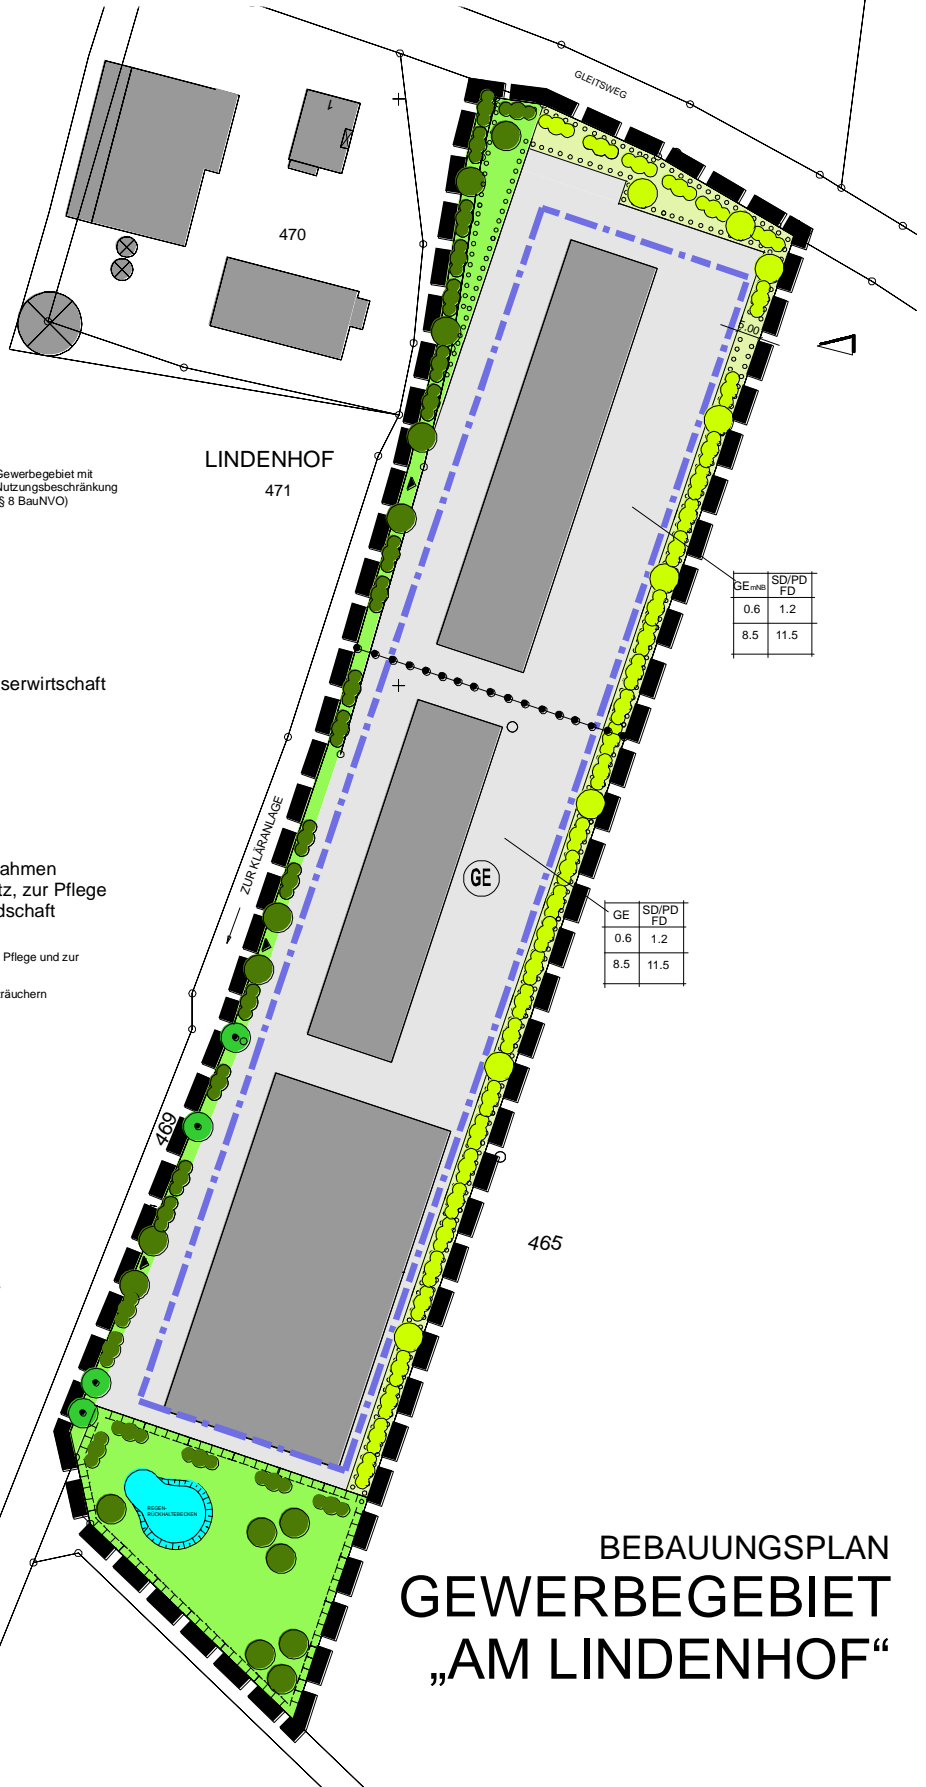 GLEITSWEG
1
470
5.00
LINDENHOF
471
Gewerbegebiet mit
Nutzungsbeschränkung
§ 8 BauNVO)
GEmNB SD/PD FD
0.6 1.2
8.5 11.5
serwirtschaft
ZUR KLÄRANLAGE
ahmen
tz, zur Pflege
dschaft
GE
GE SD/PD FD
0.6 1.2
8.5 11.5
Pflege und zur
räuchern
469
465
REGEN-
RÜCKHALTEBECKEN
BEBAUUNGSPLAN
GEWERBEGEBIET
„AM LINDENHOF“